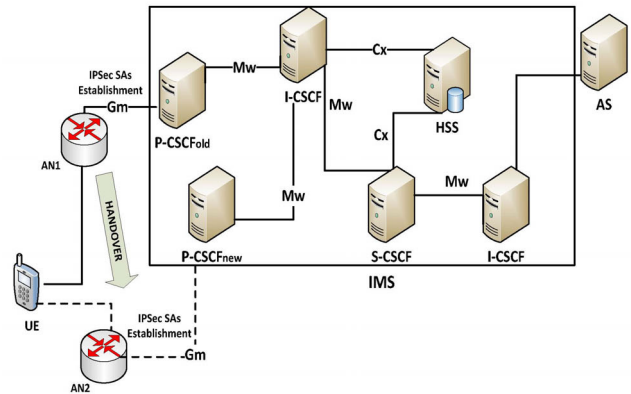 IPSec SAs
Establishment
Gm
AN1
P-CSCFold
Mw
I-CSCF
Cx
HSS
AS
Mw
Cx
HANDOVER
Mw
P-CSCFnew
Mw
S-CSCF
I-CSCF
IMS
UE
IPSec SAs
Establishment
Gm
AN2